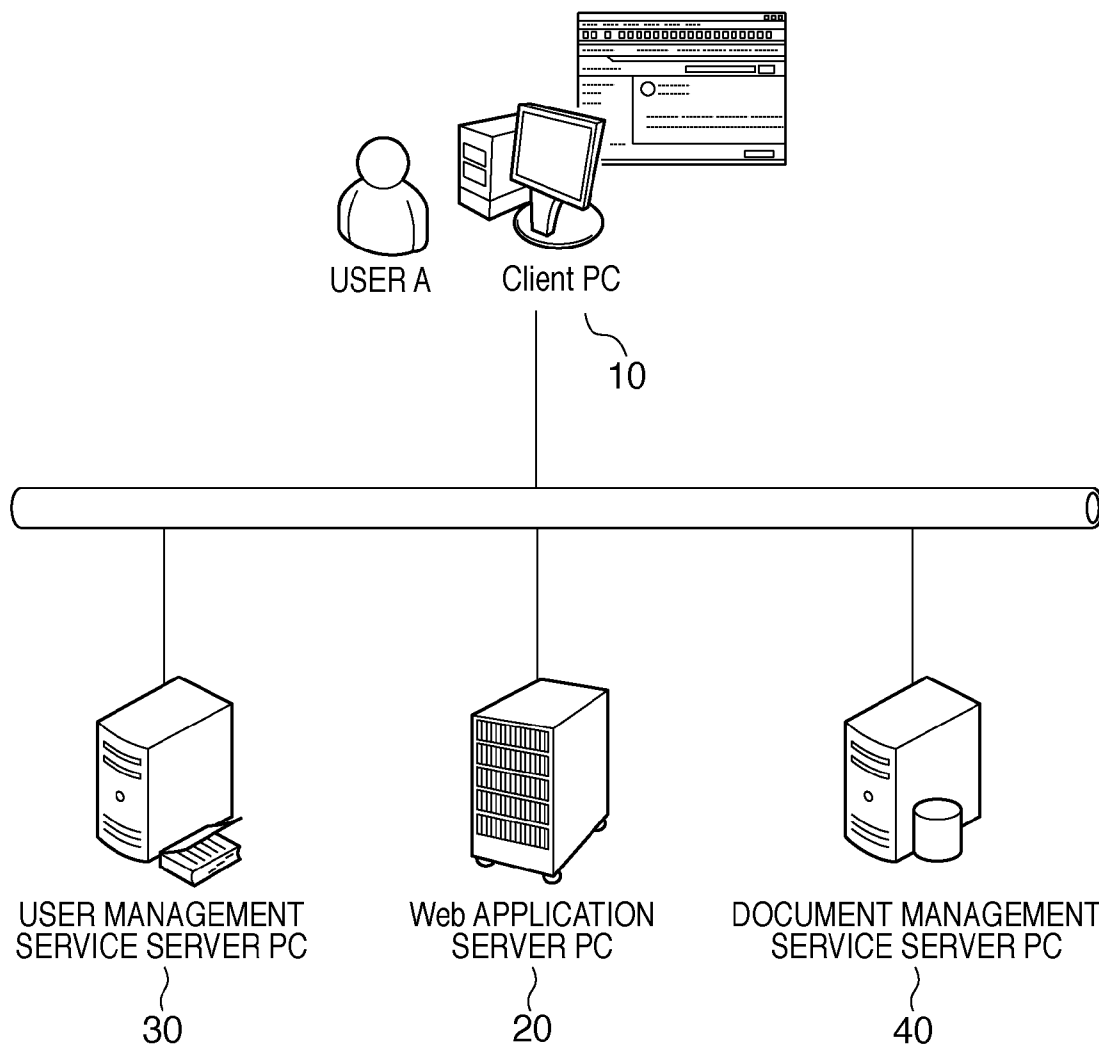 USER A
Client PC
10
USER MANAGEMENT
SERVICE SERVER PC
30
Web APPLICATION
SERVER PC
20
DOCUMENT MANAGEMENT
SERVICE SERVER PC
40